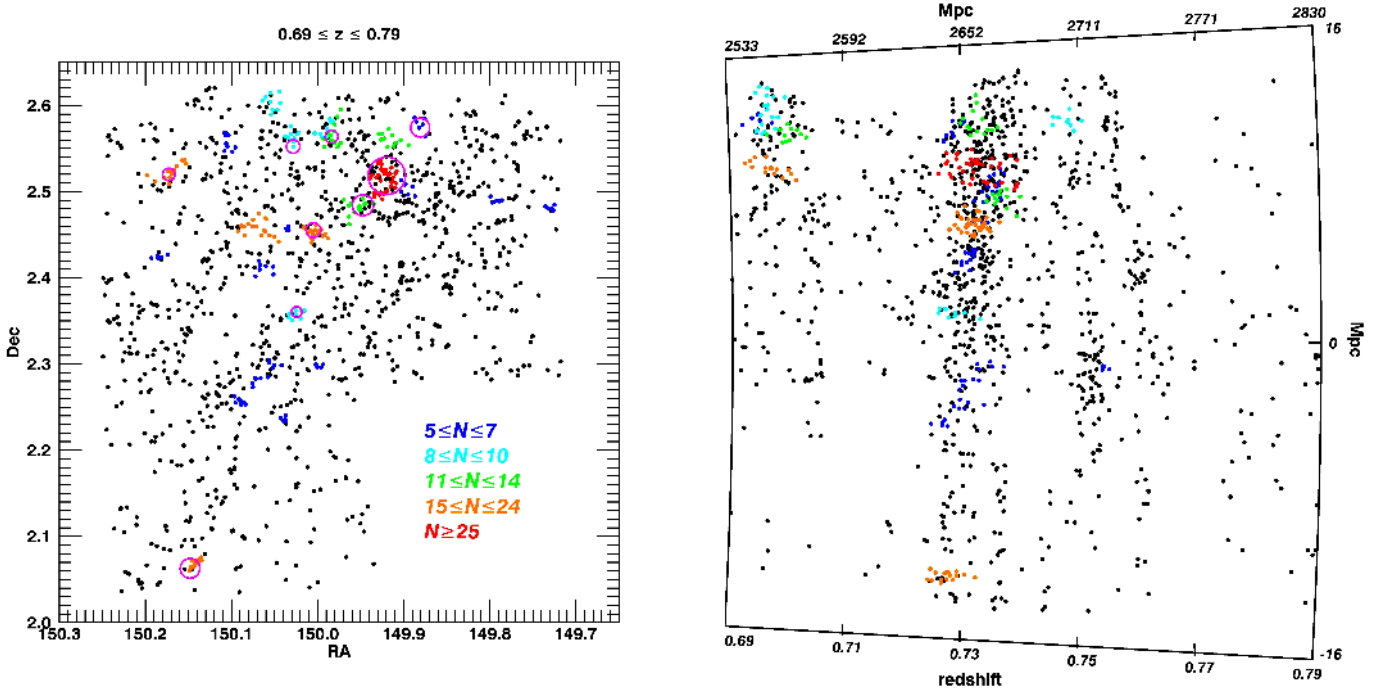 0.69 ≤ z ≤ 0.79
2.6
2.5
2.4
2.3
2.2
2.1
2.0
Dec
150.3 150.2 150.1 150.0 149.9 149.8 149.7
RA
5≤N≤7
8≤N≤10
11≤N≤14
15≤N≤24
N≥25
Mpc
2533 2592 2652 2711 2771 2830
16
0
-16
Mpc
0.69 0.71 0.73 0.75 0.77 0.79
redshift